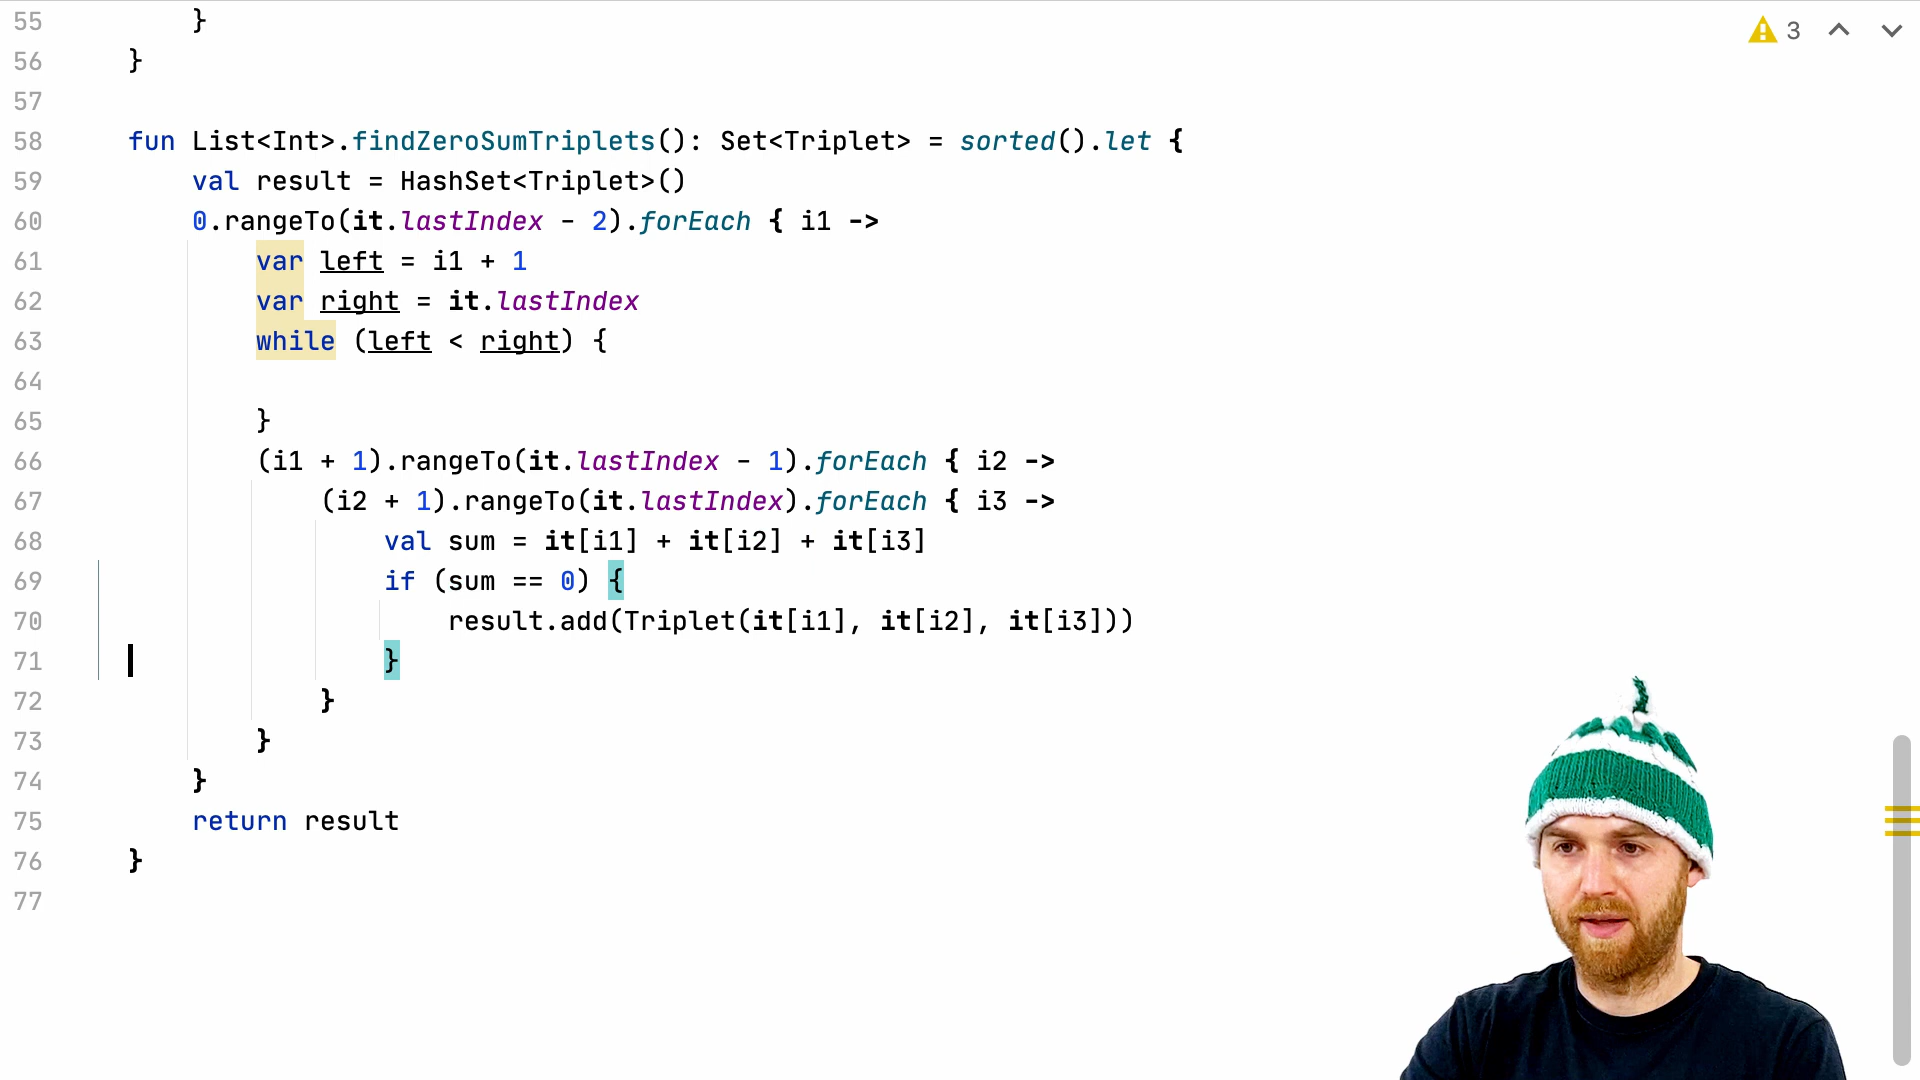 3
55 }
56 }
57
58 fun List<Int>.findZeroSumTriplets(): Set<Triplet> = sorted().let {
59 val result = HashSet<Triplet>()
60 0.rangeTo(it.lastIndex - 2).forEach { i1 ->
61 var left = i1 + 1
62 var right = it.lastIndex
63 while (left < right) {
64
65 }
66 (i1 + 1).rangeTo(it.lastIndex - 1).forEach { i2 ->
67 (i2 + 1).rangeTo(it.lastIndex).forEach { i3 ->
68 val sum = it[i1] + it[i2] + it[i3]
69 if (sum == 0) {
70 result.add(Triplet(it[i1], it[i2], it[i3]))
71 }
72 }
73 }
74 }
75 return result
76 }
77